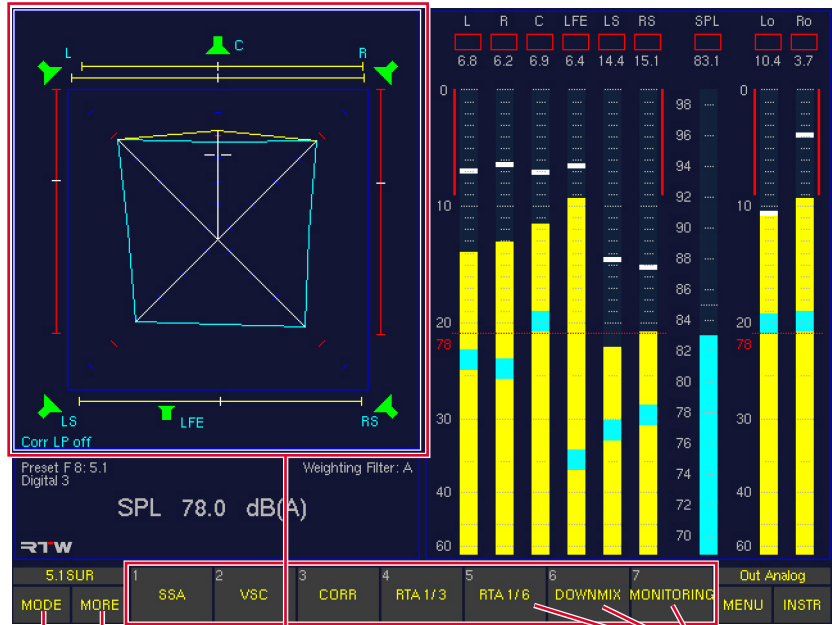 L R C LFE LS RS SPL Lo Ro
6.8 6.2 6.9 6.4 14.4 15.1 83.1 10.4 3.7
L C R
LS LFE RS
Corr LP off
0 10 20 78 30 40 60
98 96 94 92 90 88 86 84 82 80 78 76 74 72 70
0 10 20 78 30 40 60
Preset F 8: 5.1 Weighting Filter: A
Digital 3
SPL 78.0 dB(A)
RTW
5.1SUR 1 2 3 4 5 6 7 Out Analog
MODE MORE SSA VSC CORR RTA 1/3 RTA 1/6 DOWNMIX MONITORING MENU INSTR